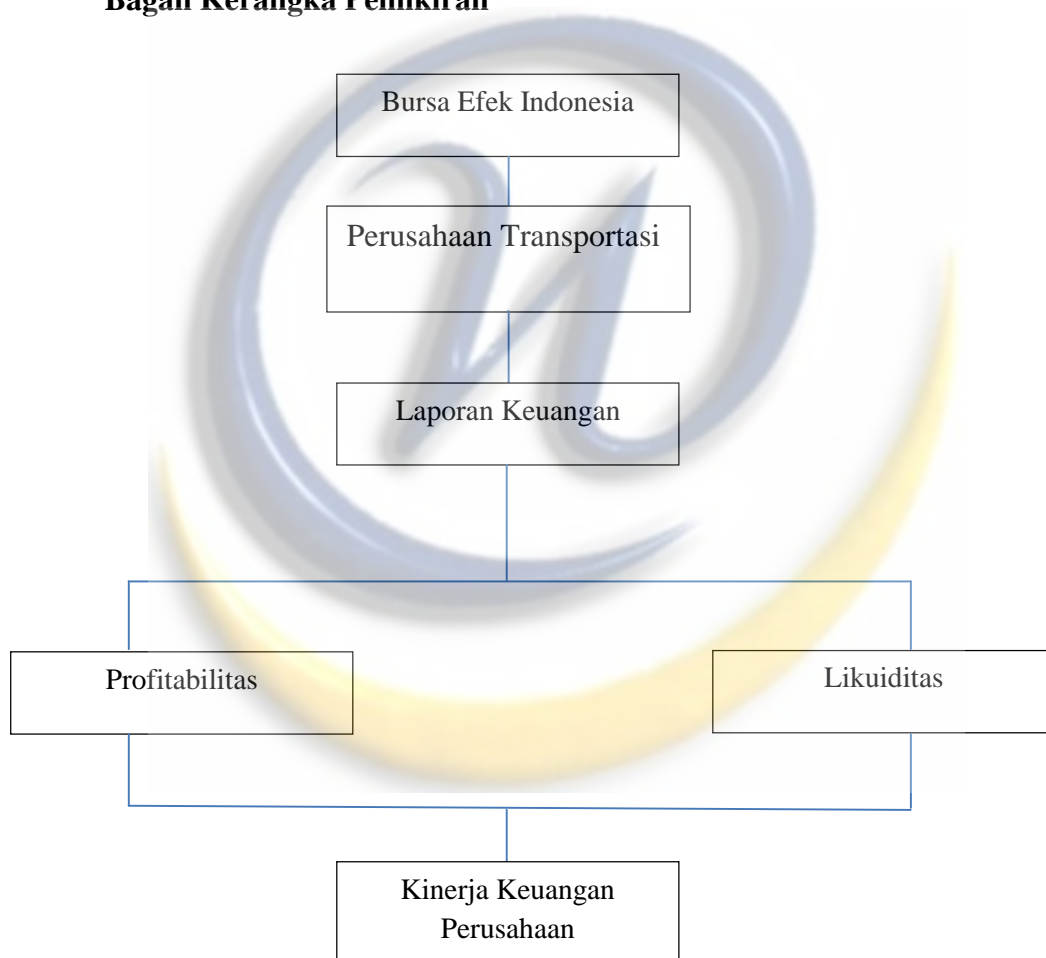 Bagan Kerangka Pemikiran
Bursa Efek Indonesia
Perusahaan Transportasi
Laporan Keuangan
Profitabilitas
Likuiditas
Kinerja Keuangan
Perusahaan